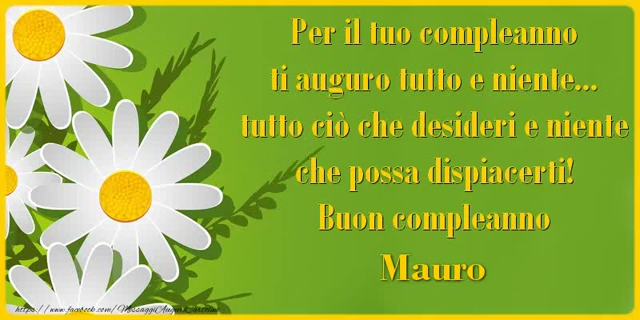 Per il tuo compleanno
ti auguro tutto e niente...
tutto ciò che desideri e niente
che possa dispiacerti!
Buon compleanno
Mauro